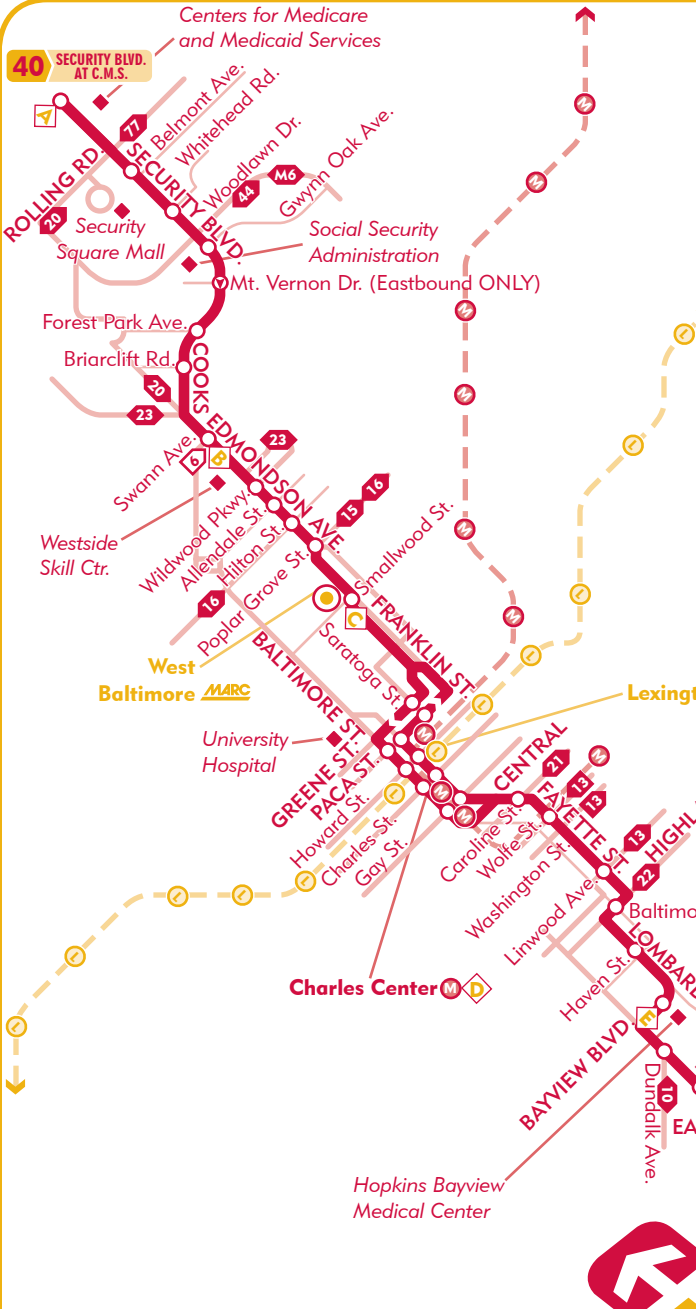 Centers for Medicare
and Medicaid Services
40
SECURITY BLVD.
AT C.M.S.
A
77
Belmont Ave.
Whitehead Rd.
SECURITY BLVD.
Woodlawn Dr.
44
M6
Gwynn Oak Ave.
ROLLING RD.
20
Security
Square Mall
Social Security
Administration
Mt. Vernon Dr. (Eastbound ONLY)
Forest Park Ave.
Briarclift Rd.
COOKS
20
23
Swann Ave.
6
B
EDMONDSON AVE.
23
Westside
Skill Ctr.
Wildwood Pkwy.
Allendale St.
Hilton St.
15
16
16
Poplar Grove St.
Smallwood St.
C
FRANKLIN ST.
Saratoga St.
West
Baltimore MARC
BALTIMORE ST.
University
Hospital
GREENE ST.
PACA ST.
Howard St.
Charles St.
Gay St.
M
M
M
M
M
M
M
M
M
M
L
L
L
L
L
L
L
L
L
L
L
L
Lexingt
CENTRAL
21
13
13
FAYETTE ST.
Caroline St.
Wolfe St.
Washington St.
Linwood Ave.
13
22
HIGHL
Baltimo
LOMBARD
Haven St.
Charles Center M D
E
BAYVIEW BLVD.
10
Dundalk Ave.
EA
Hopkins Bayview
Medical Center